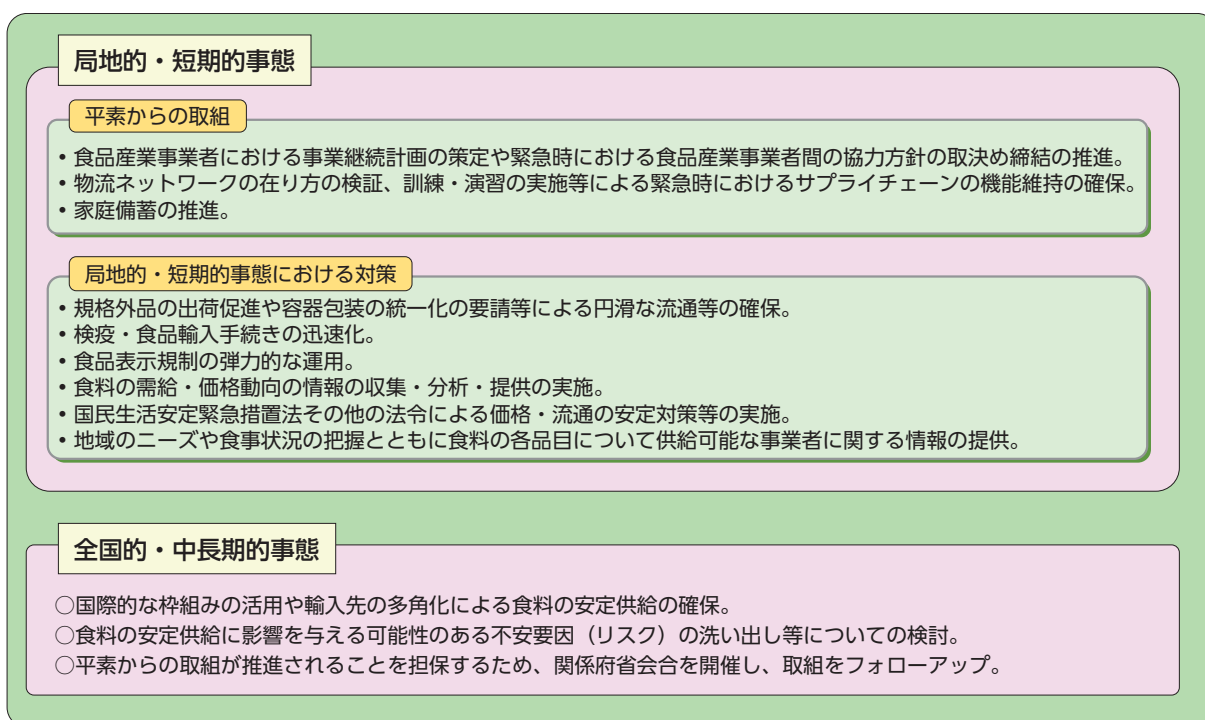 局地的・短期的事態
平素からの取組
• 食品産業事業者における事業継続計画の策定や緊急時における食品産業事業者間の協力方針の取決め締結の推進。
• 物流ネットワークの在り方の検証、訓練・演習の実施等による緊急時におけるサプライチェーンの機能維持の確保。
• 家庭備蓄の推進。
局地的・短期的事態における対策
• 規格外品の出荷促進や容器包装の統一化の要請等による円滑な流通等の確保。
• 検疫・食品輸入手続きの迅速化。
• 食品表示規制の弾力的な運用。
• 食料の需給・価格動向の情報の収集・分析・提供の実施。
• 国民生活安定緊急措置法その他の法令による価格・流通の安定対策等の実施。
• 地域のニーズや食事状況の把握とともに食料の各品目について供給可能な事業者に関する情報の提供。
全国的・中長期的事態
○国際的な枠組みの活用や輸入先の多角化による食料の安定供給の確保。
○食料の安定供給に影響を与える可能性のある不安要因（リスク）の洗い出し等についての検討。
○平素からの取組が推進されることを担保するため、関係府省会合を開催し、取組をフォローアップ。